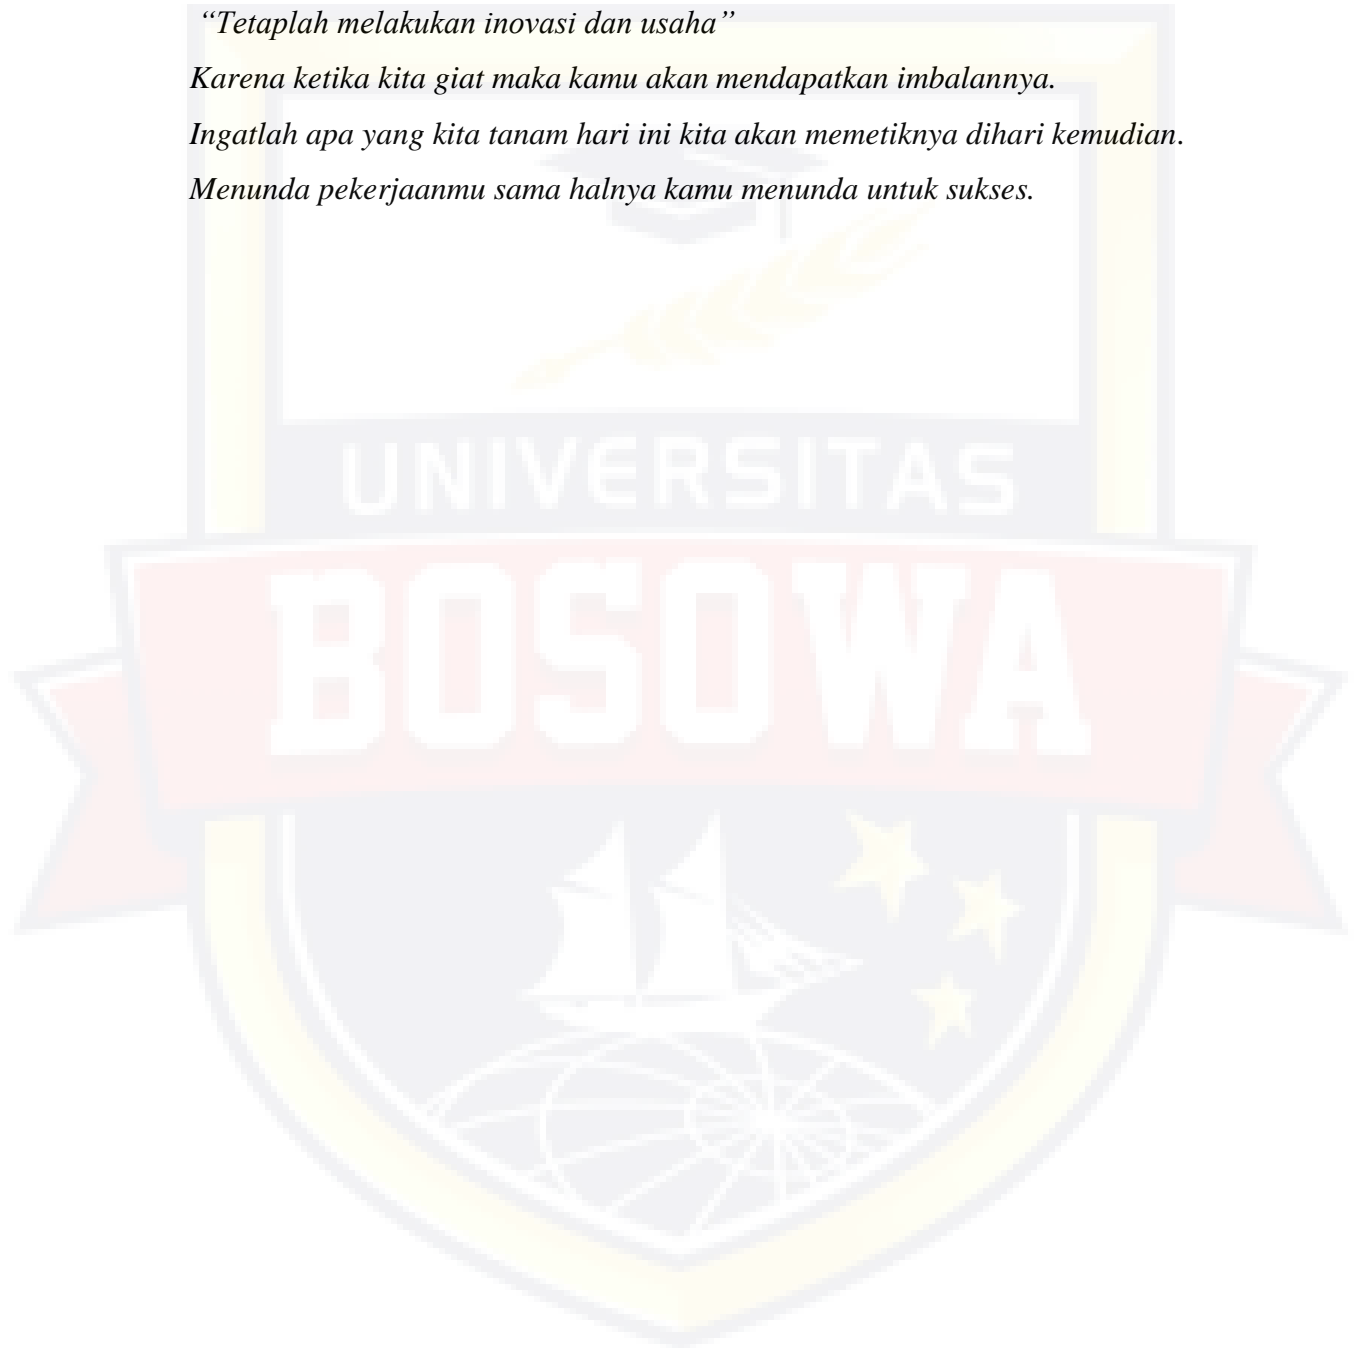 “Tetaplah melakukan inovasi dan usaha”
Karena ketika kita giat maka kamu akan mendapatkan imbalannya.
Ingatlah apa yang kita tanam hari ini kita akan memetiknya dihari kemudian.
Menunda pekerjaanmu sama halnya kamu menunda untuk sukses.
UNIVERSITAS
BOSOWA